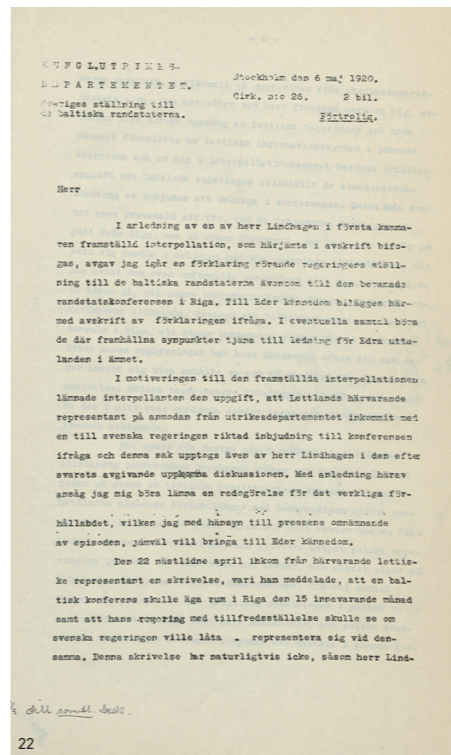 KUNGL.UTRIKES-
DEPARTEMENTET.
Sveriges ställning till
de baltiska randstaterna.
Stockholm den 6 maj 1920.
Cirk. n:o 26. 2 bil.
Förtrolig.
Herr
I anledning av en av herr Lindhagen i första kamma-
ren framställd interpellation, som härjämte i avskrift bifo-
gas, avgav jag igår en förklaring rörande regeringens ställ-
ning till de baltiska randstaterna ävensom till den beramade
randstatskonferensen i Riga. Till Eder kännedom bilägges här-
med avskrift av förklaringen ifråga. I eventuella samtal böra
de där framhållna synpunkter tjäna till ledning för Edra utta-
landen i ämnet.
I motiveringen till den framställda interpellationen
lämnade interpellanten den uppgift, att Lettlands härvarande
representant på anmodan från utrikesdepartementet inkommit med
en till svenska regeringen riktad inbjudning till konferensen
ifråga och denna sak upptogs även av herr Lindhagen i den efter
svarets avgivande uppkomna diskussionen. Med anledning härav
ansåg jag mig böra lämna en redogörelse för det verkliga för-
hållabdet, vilken jag med hänsyn till pressens omnämnande
av episoden, jämväl vill bringa till Eder kännedom.
Den 22 nästlidne april ihkom från härvarande lettis-
ke representant en skrivelse, vari han meddelade, att en bal-
tisk konferens skulle äga rum i Riga den 15 innevarande månad
samt att hans regering med tillfredsställelse skulle se om
svenska regeringen ville låta representera sig vid den-
samma. Denna skrivelse har naturligtvis icke, såsom herr Lind-
till samtl. besk.
22